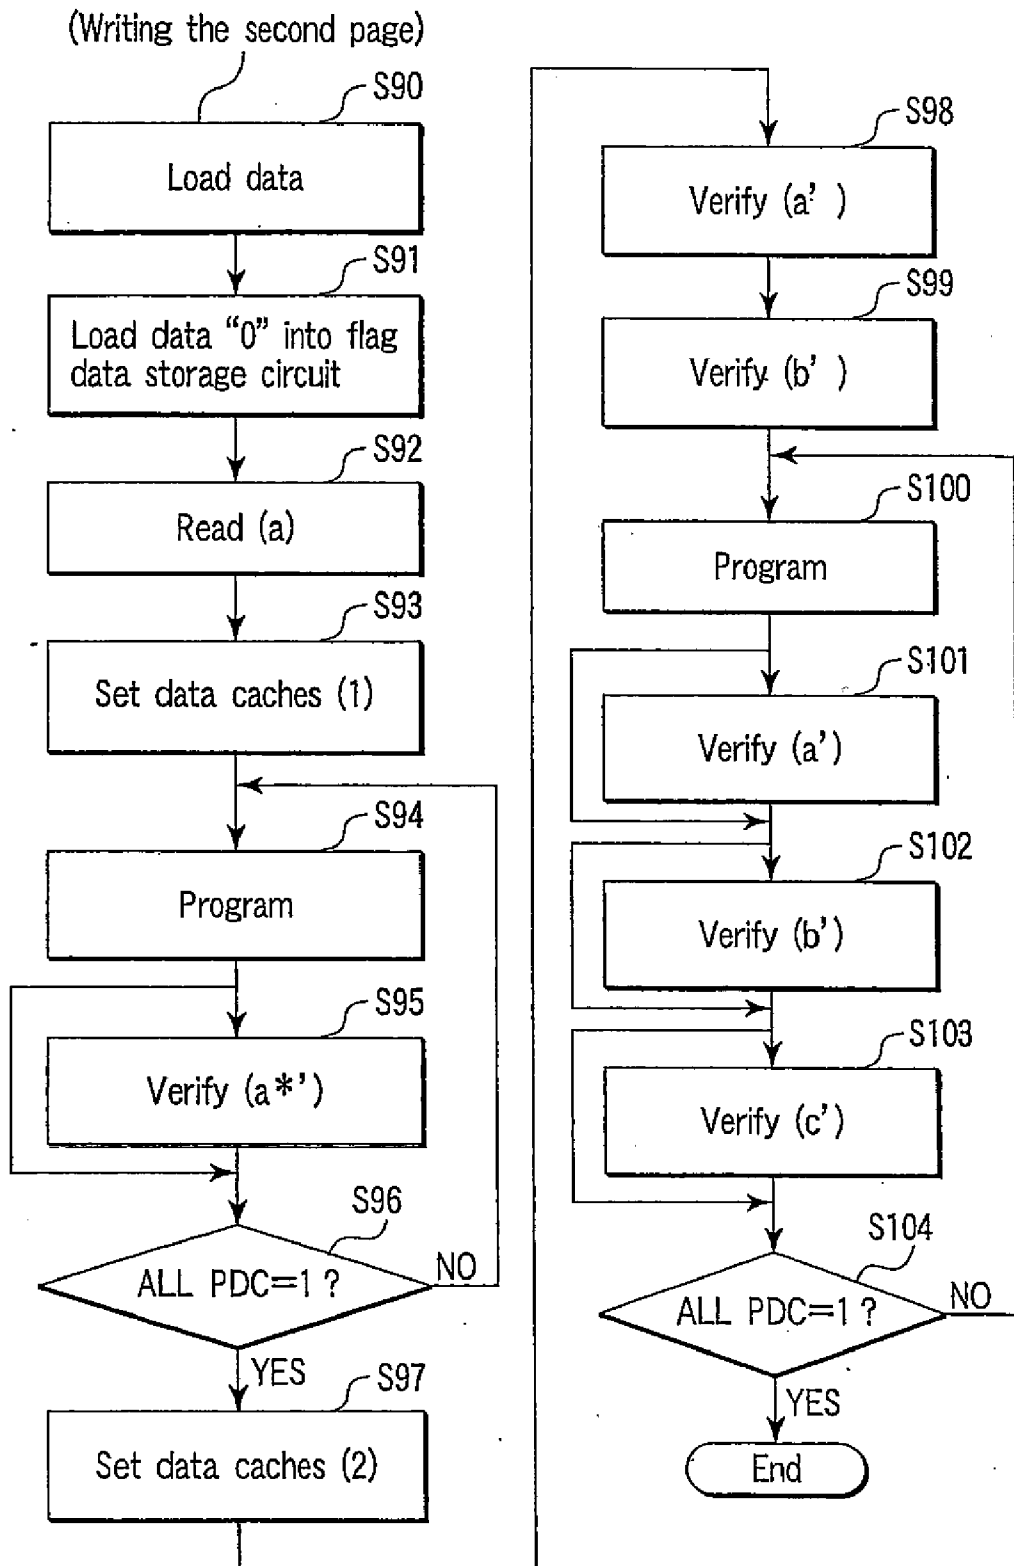 (Writing the second page)
S90
Load data
S91
Load data “0” into flag
data storage circuit
S92
Read (a)
S93
Set data caches (1)
S94
Program
S95
Verify (a*’)
S96
ALL PDC=1 ?
NO
YES
S97
Set data caches (2)
S98
Verify (a’ )
S99
Verify (b’ )
S100
Program
S101
Verify (a’)
S102
Verify (b’)
S103
Verify (c’)
S104
ALL PDC=1 ?
NO
YES
End